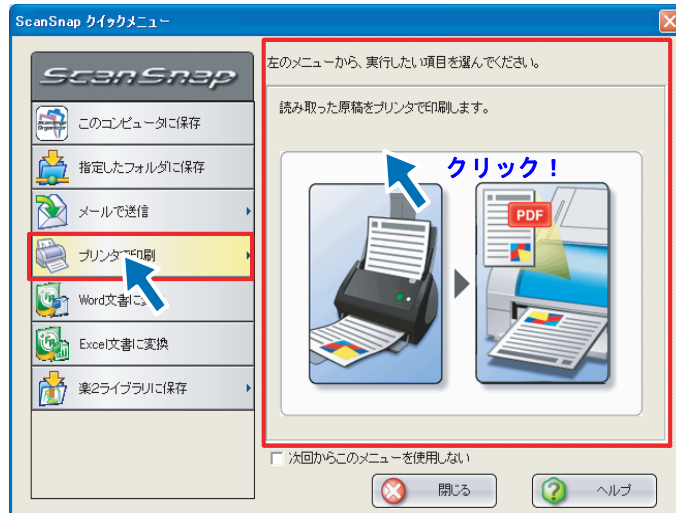 ScanSnap クイックメニュー
ScanSnap
このコンピュータに保存
指定したフォルダに保存
メールで送信
プリンタで印刷
Word文書に
Excel文書に変換
楽2ライブラリに保存
左のメニューから、実行したい項目を選んでください。
読み取った原稿をプリンタで印刷します。
クリック！
PDF
次回からこのメニューを使用しない
閉じる
ヘルプ